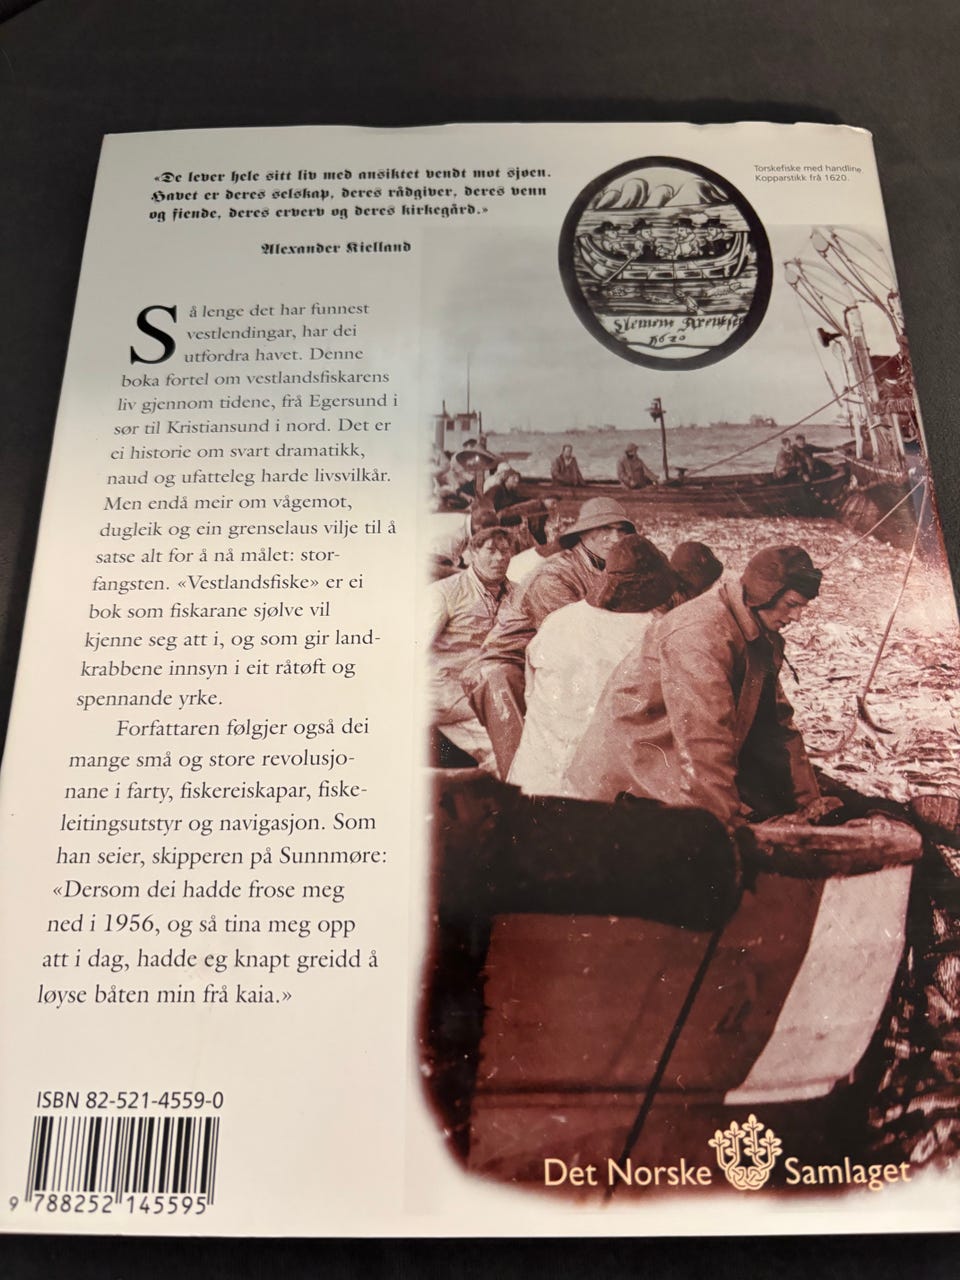 «De lever hele sitt liv med ansiktet vendt mot sjøen.
Havet er deres selskap, deres rådgiver, deres venn
og fiende, deres erverv og deres kirkegård.»
Alexander Kielland
Torskefiske med handline.
Kopparstikk frå 1620.
1620
Så lenge det har funnest
vestlendingar, har dei
utfordra havet. Denne
boka fortel om vestlandsfiskarens
liv gjennom tidene, frå Egersund i
sør til Kristiansund i nord. Det er
ei historie om svart dramatikk,
naud og ufatteleg harde livsvilkår.
Men endå meir om vågemot,
dugleik og ein grenselaus vilje til å
satse alt for å nå målet: stor-
fangsten. «Vestlandsfiske» er ei
bok som fiskarane sjølve vil
kjenne seg att i, og som gir land-
krabbene innsyn i eit råtøft og
spennande yrke.
Forfattaren følgjer også dei
mange små og store revolusjo-
nane i farty, fiskereiskapar, fiske-
leitingsutstyr og navigasjon. Som
han seier, skipperen på Sunnmøre:
«Dersom dei hadde frose meg
ned i 1956, og så tina meg opp
att i dag, hadde eg knapt greidd å
løyse båten min frå kaia.»
ISBN 82-521-4559-0
9 788252 145595
Det Norske Samlaget